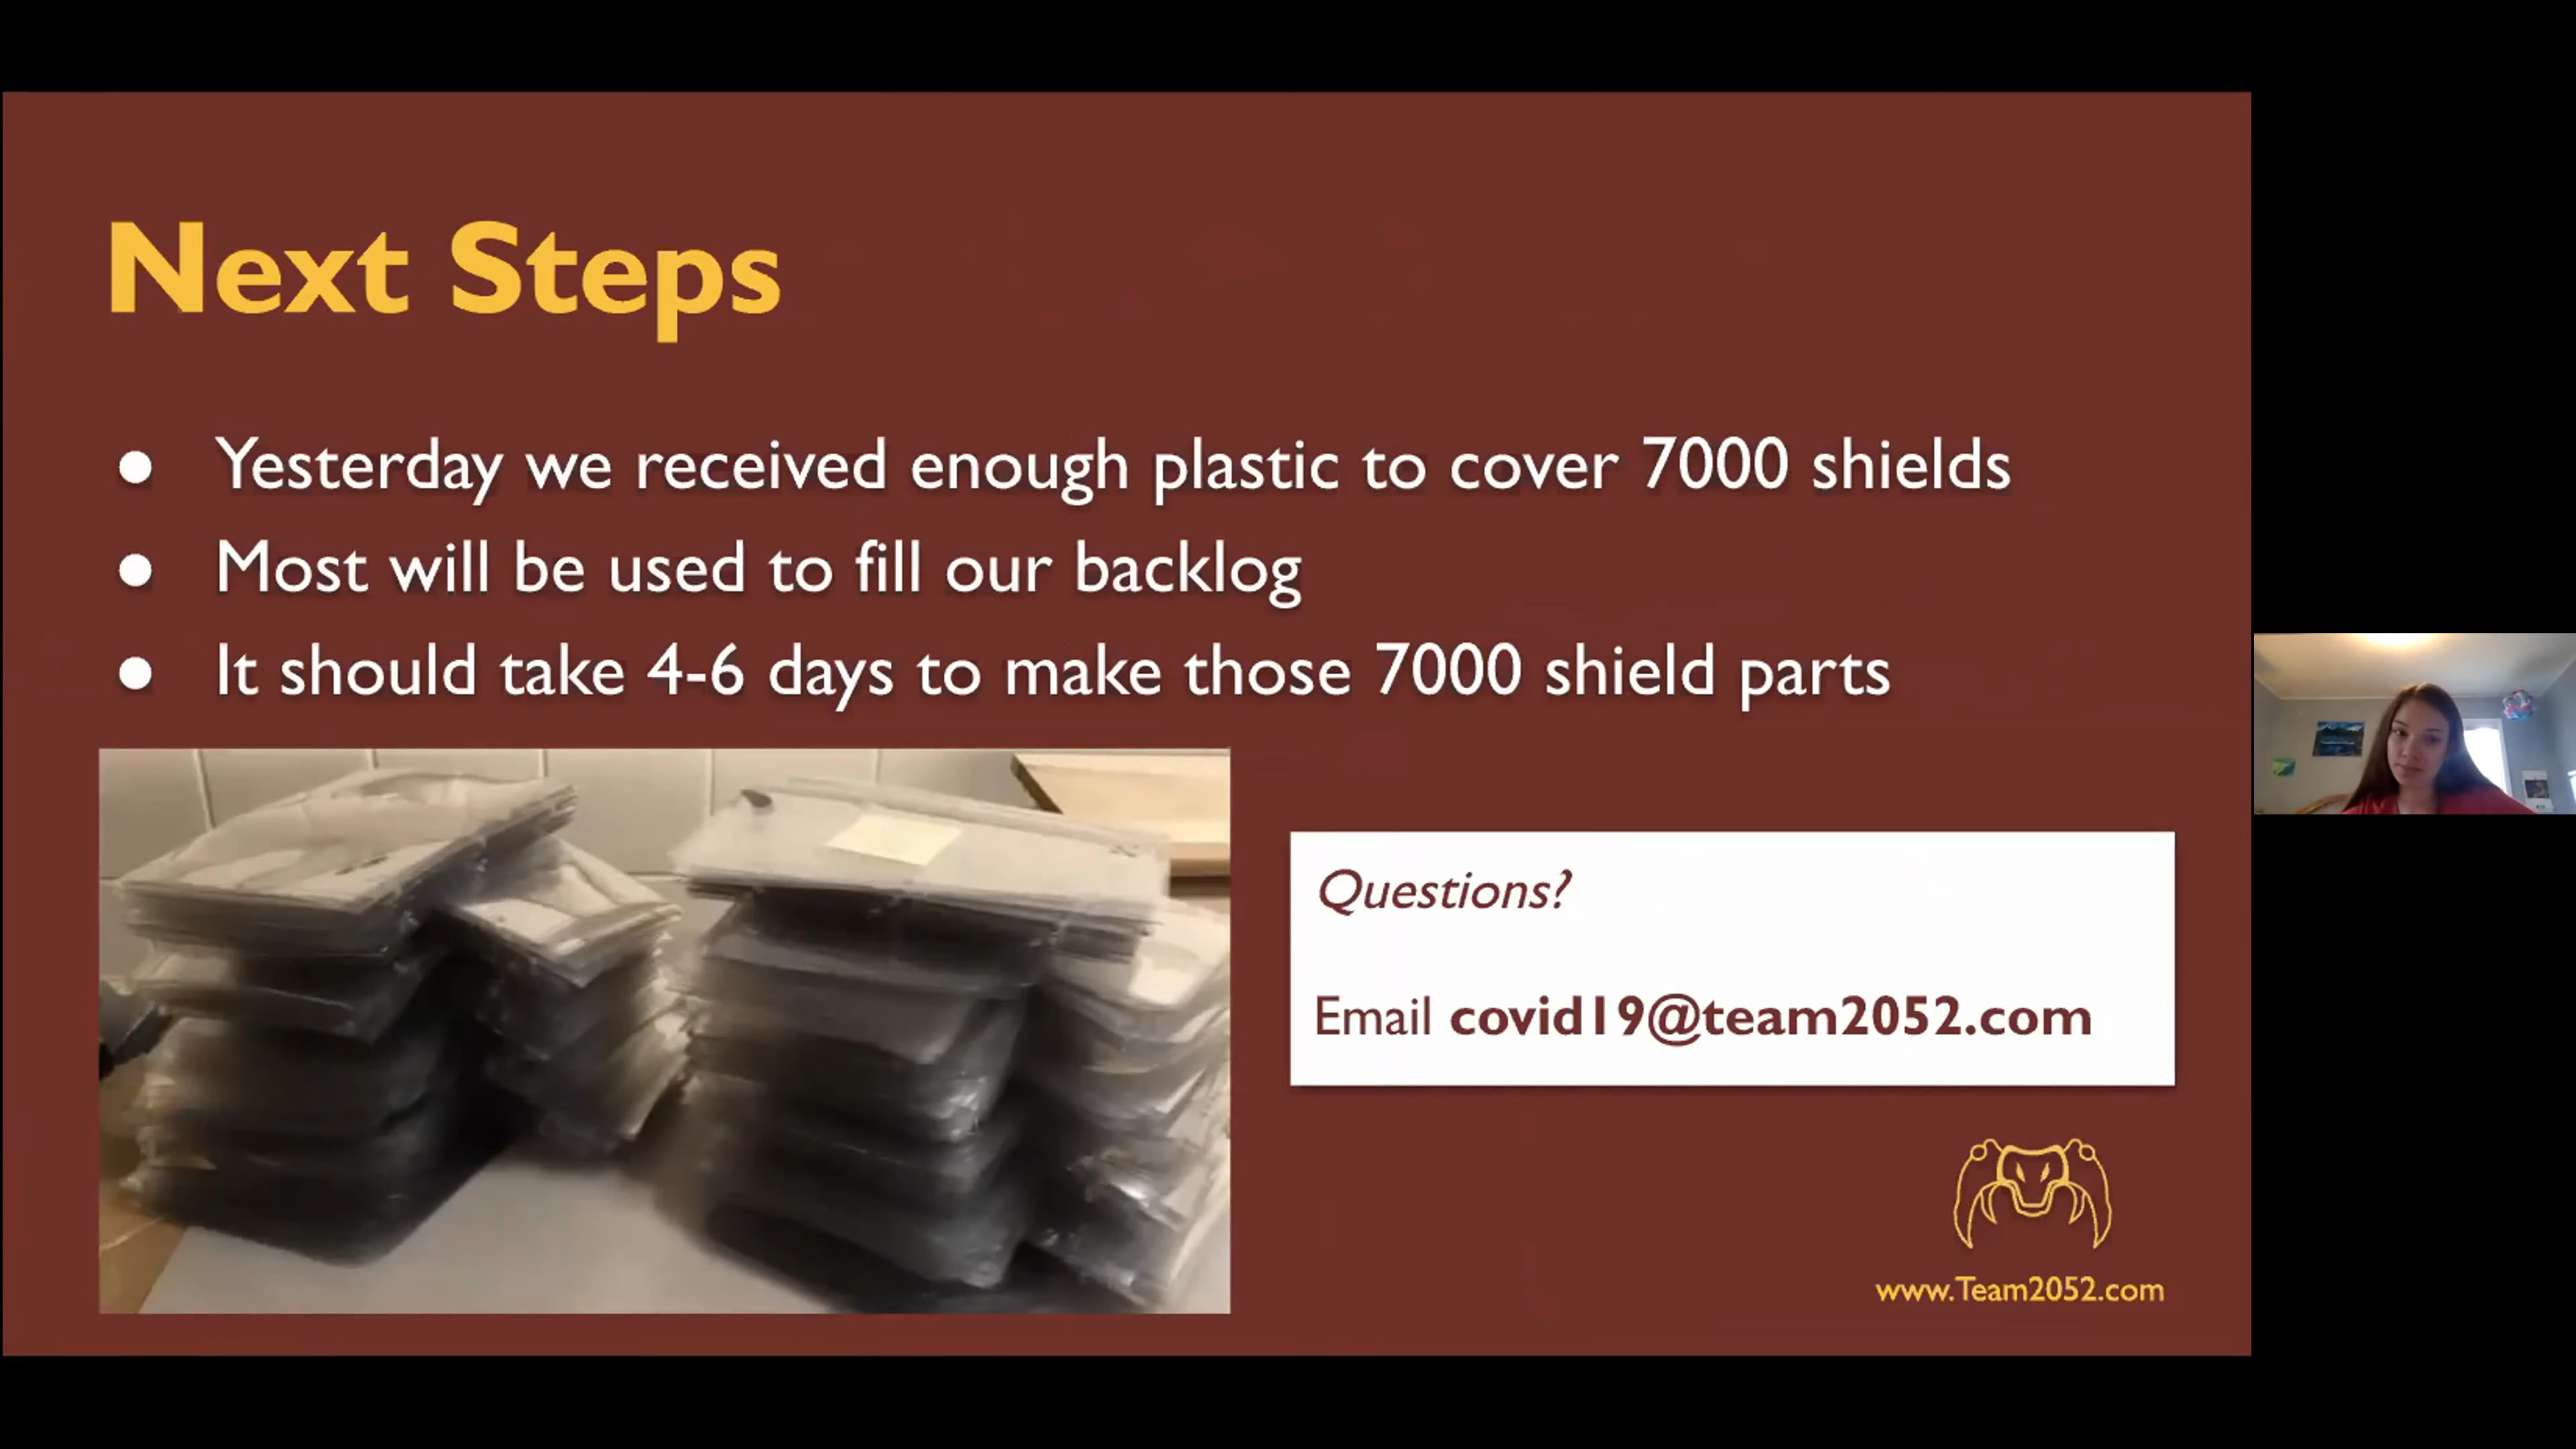 Next Steps
● Yesterday we received enough plastic to cover 7000 shields
● Most will be used to fill our backlog
● It should take 4-6 days to make those 7000 shield parts
Questions?
Email covid19@team2052.com
www.Team2052.com